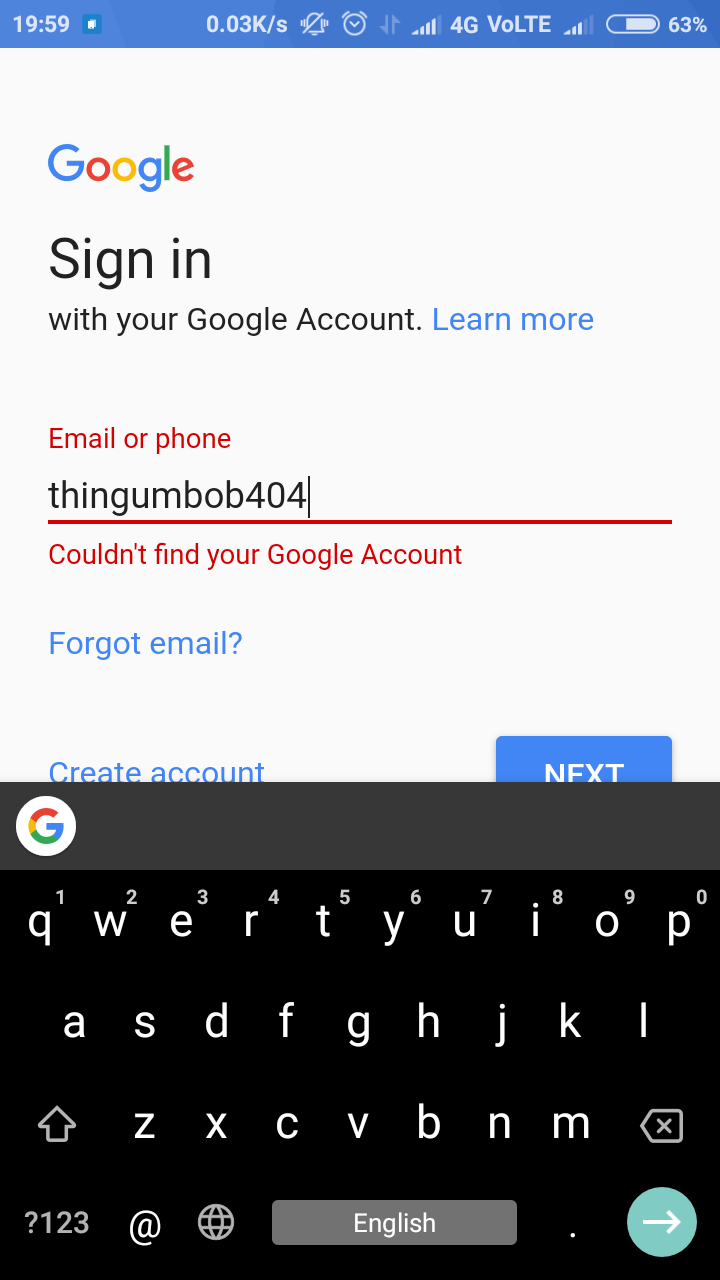 19:59 0.03K/s 4G VoLTE 63%
Google
Sign in
with your Google Account. Learn more
Email or phone
thingumbob404
Couldn't find your Google Account
Forgot email?
Create account NEXT
G
1 2 3 4 5 6 7 8 9 0
q w e r t y u i o p
a s d f g h j k l
z x c v b n m
?123 @ English .